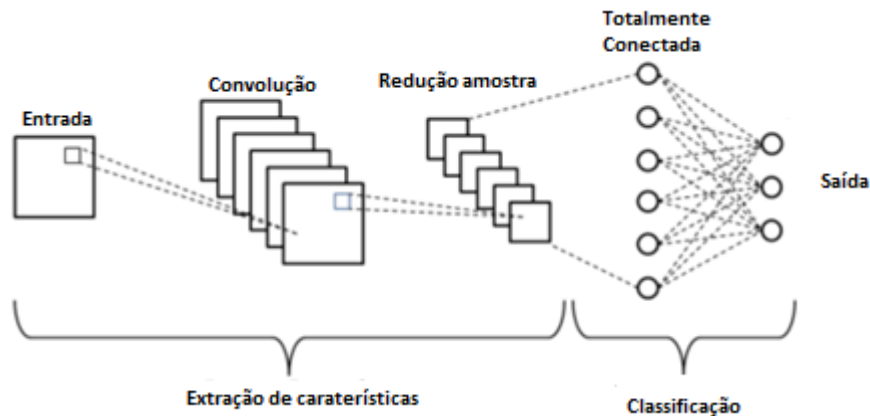 Totalmente
Conectada
Redução amostra
Convolução
Entrada
Saída
Extração de caraterísticas
Classificação